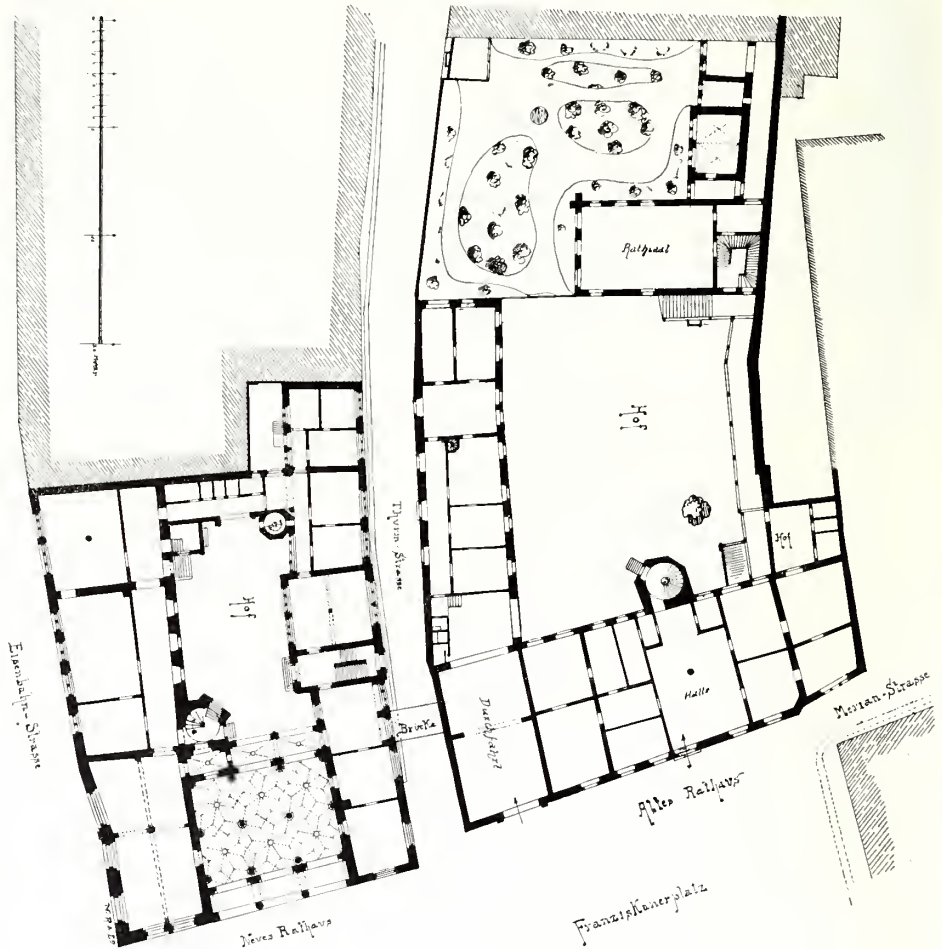 Rathsaal
Hof
Hof
Hof
Thurm-Strasse
Eisenbahn-Strasse
Brücke
Durchfahrt
Halle
Merian-Strasse
Altes Rathaus
Neues Rathaus
Franziskanerplatz